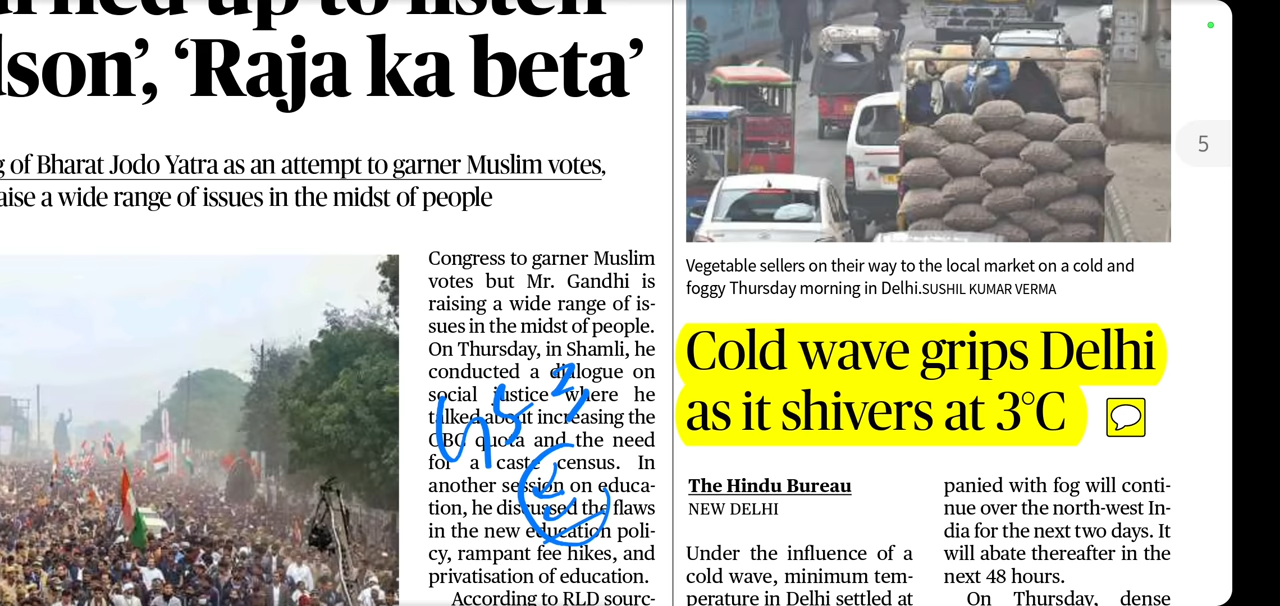 urned up to listen
lson’, ‘Raja ka beta’
g of Bharat Jodo Yatra as an attempt to garner Muslim votes,
aise a wide range of issues in the midst of people
Congress to garner Muslim
votes but Mr. Gandhi is
raising a wide range of is-
sues in the midst of people.
On Thursday, in Shamli, he
conducted a dialogue on
social justice where he
talked about increasing the
OBC quota and the need
for a caste census. In
another session on educa-
tion, he discussed the flaws
in the new education poli-
cy, rampant fee hikes, and
privatisation of education.
According to RLD sourc-
Vegetable sellers on their way to the local market on a cold and
foggy Thursday morning in Delhi.SUSHIL KUMAR VERMA
Cold wave grips Delhi
as it shivers at 3°C
The Hindu Bureau
NEW DELHI
Under the influence of a
cold wave, minimum tem-
perature in Delhi settled at
panied with fog will conti-
nue over the north-west In-
dia for the next two days. It
will abate thereafter in the
next 48 hours.
On Thursday, dense
5